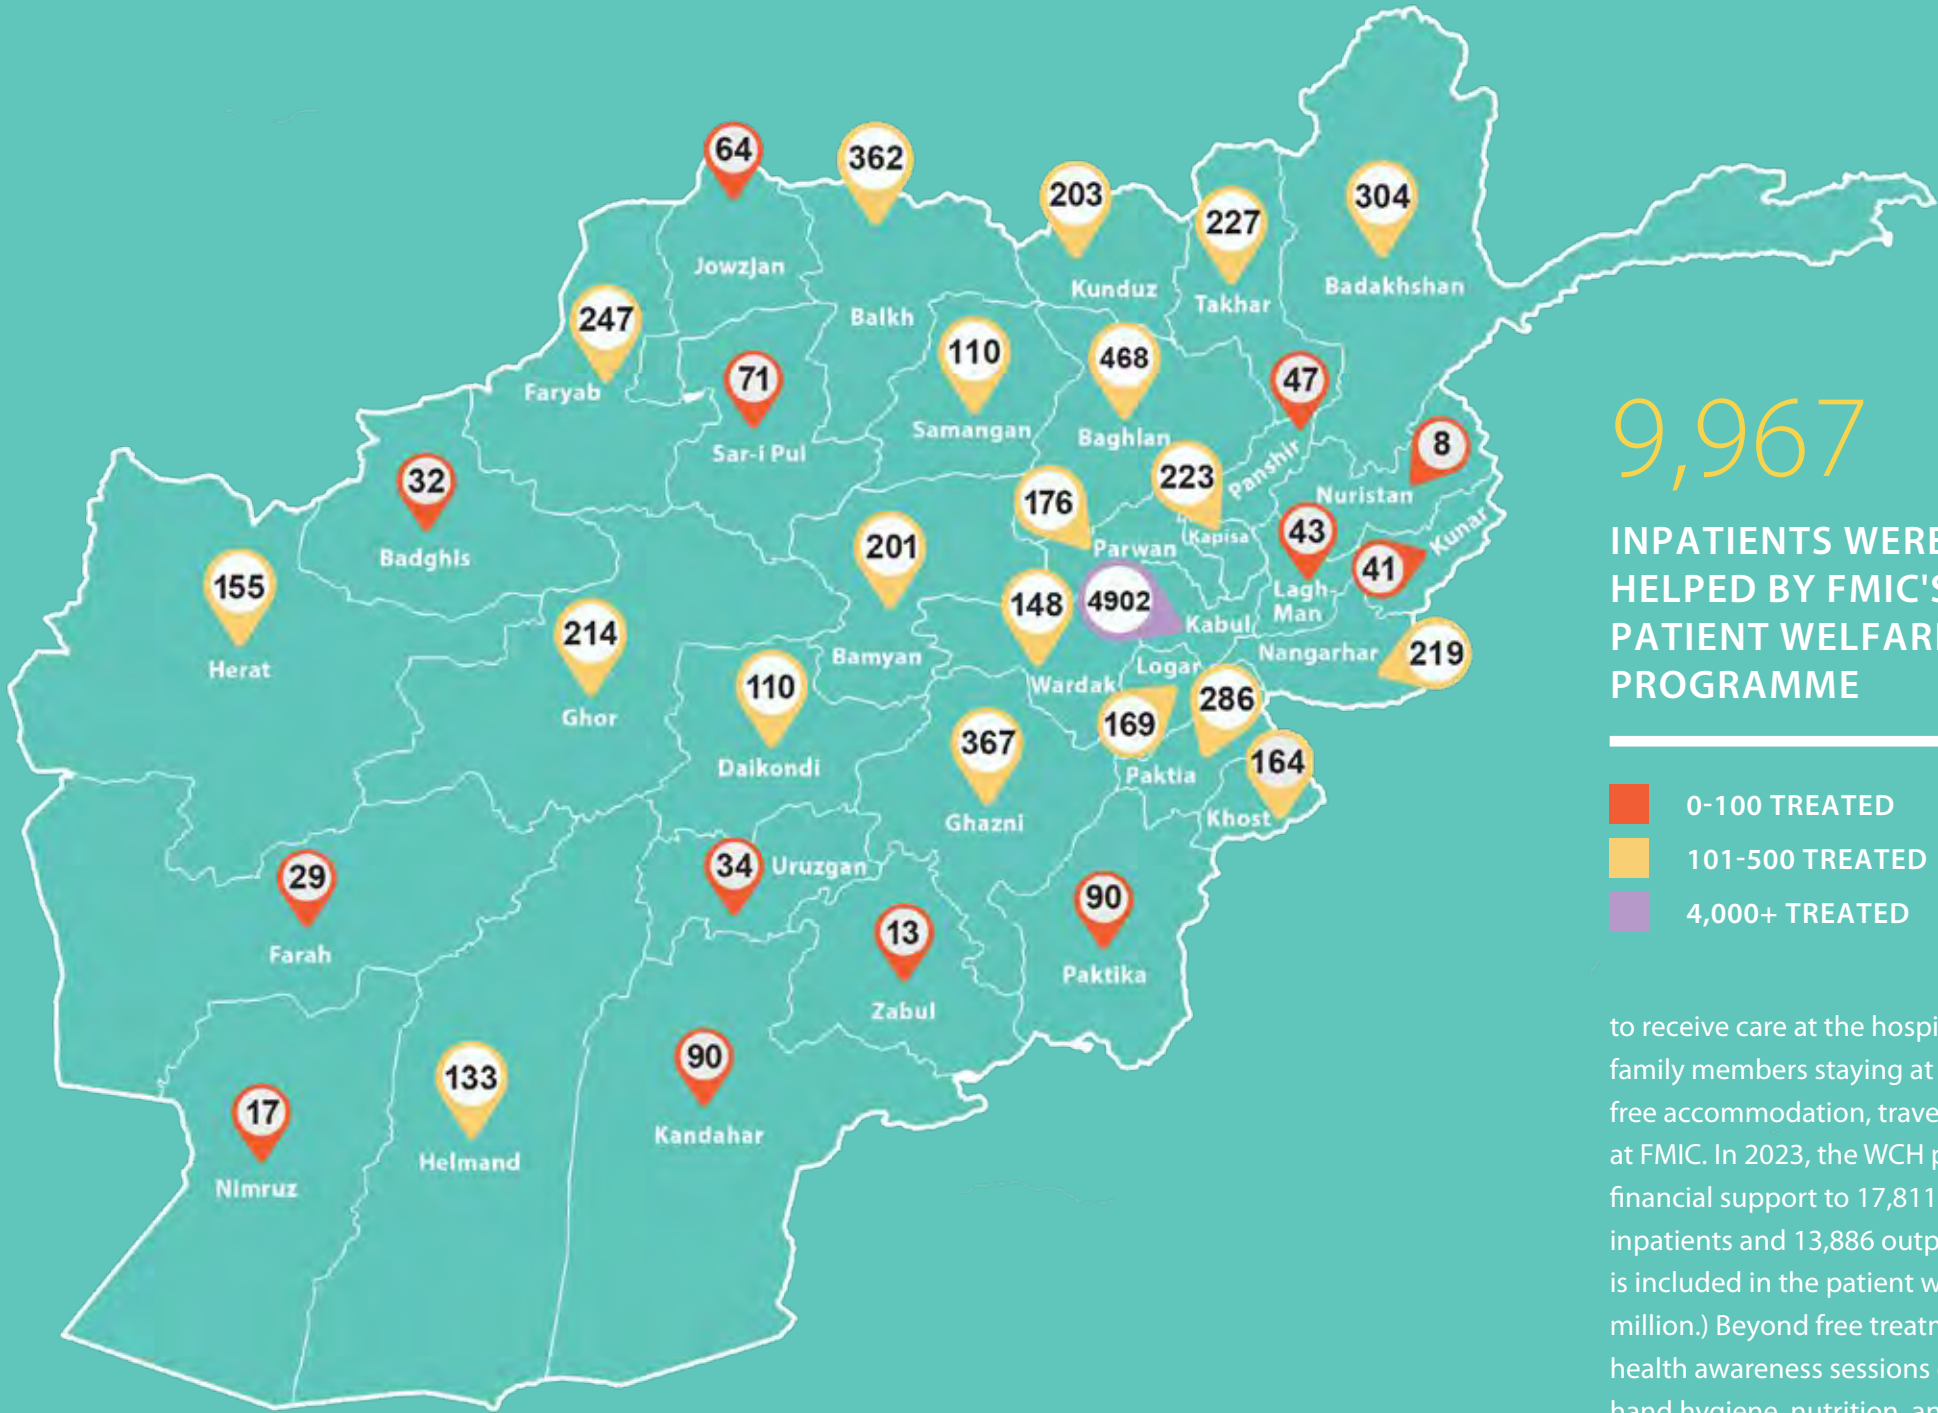 64
362
203
227
304
Jowzjan
Kunduz
Takhar
Badakhshan
247
Balkh
110
468
47
Faryab
71
Samangan
Baghlan
8
Sar-i Pul
Panshir
32
176
223
Nuristan
Badghis
201
Parwan
Kapisa
43
Kunar
41
155
148
4902
Lagh-
Man
Kabul
Herat
214
Bamyan
Nangarhar
219
Ghor
110
Wardak
Logar
286
Daikondi
367
169
164
Paktia
Ghazni
Khost
29
34
Uruzgan
90
Farah
13
Paktika
Zabul
17
133
90
Nimruz
Helmand
Kandahar
9,967
INPATIENTS WERE
HELPED BY FMIC'S
PATIENT WELFARE
PROGRAMME
0-100 TREATED
101-500 TREATED
4,000+ TREATED
to receive care at the hospi
family members staying at
free accommodation, trave
at FMIC. In 2023, the WCH p
financial support to 17,811
inpatients and 13,886 outp
is included in the patient w
million.) Beyond free treatm
health awareness sessions
hand hygiene, nutrition, an